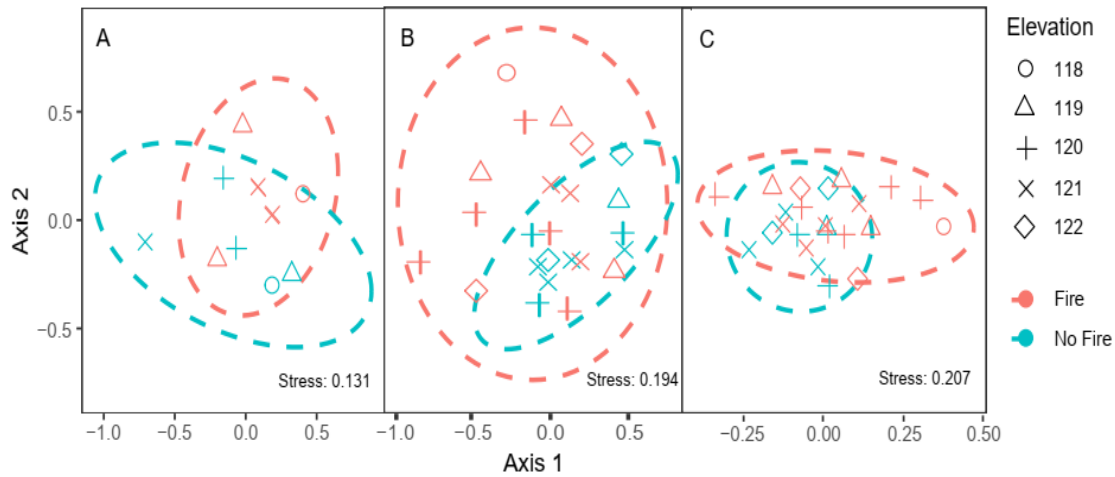 A
B
C
Elevation
118
119
120
121
122
Fire
No Fire
Axis 2
0.5
0.0
−0.5
Stress: 0.131
Stress: 0.194
Stress: 0.207
−1.0 −0.5 0.0 0.5
−1.0 −0.5 0.0 0.5
−0.25 0.00 0.25 0.50
Axis 1